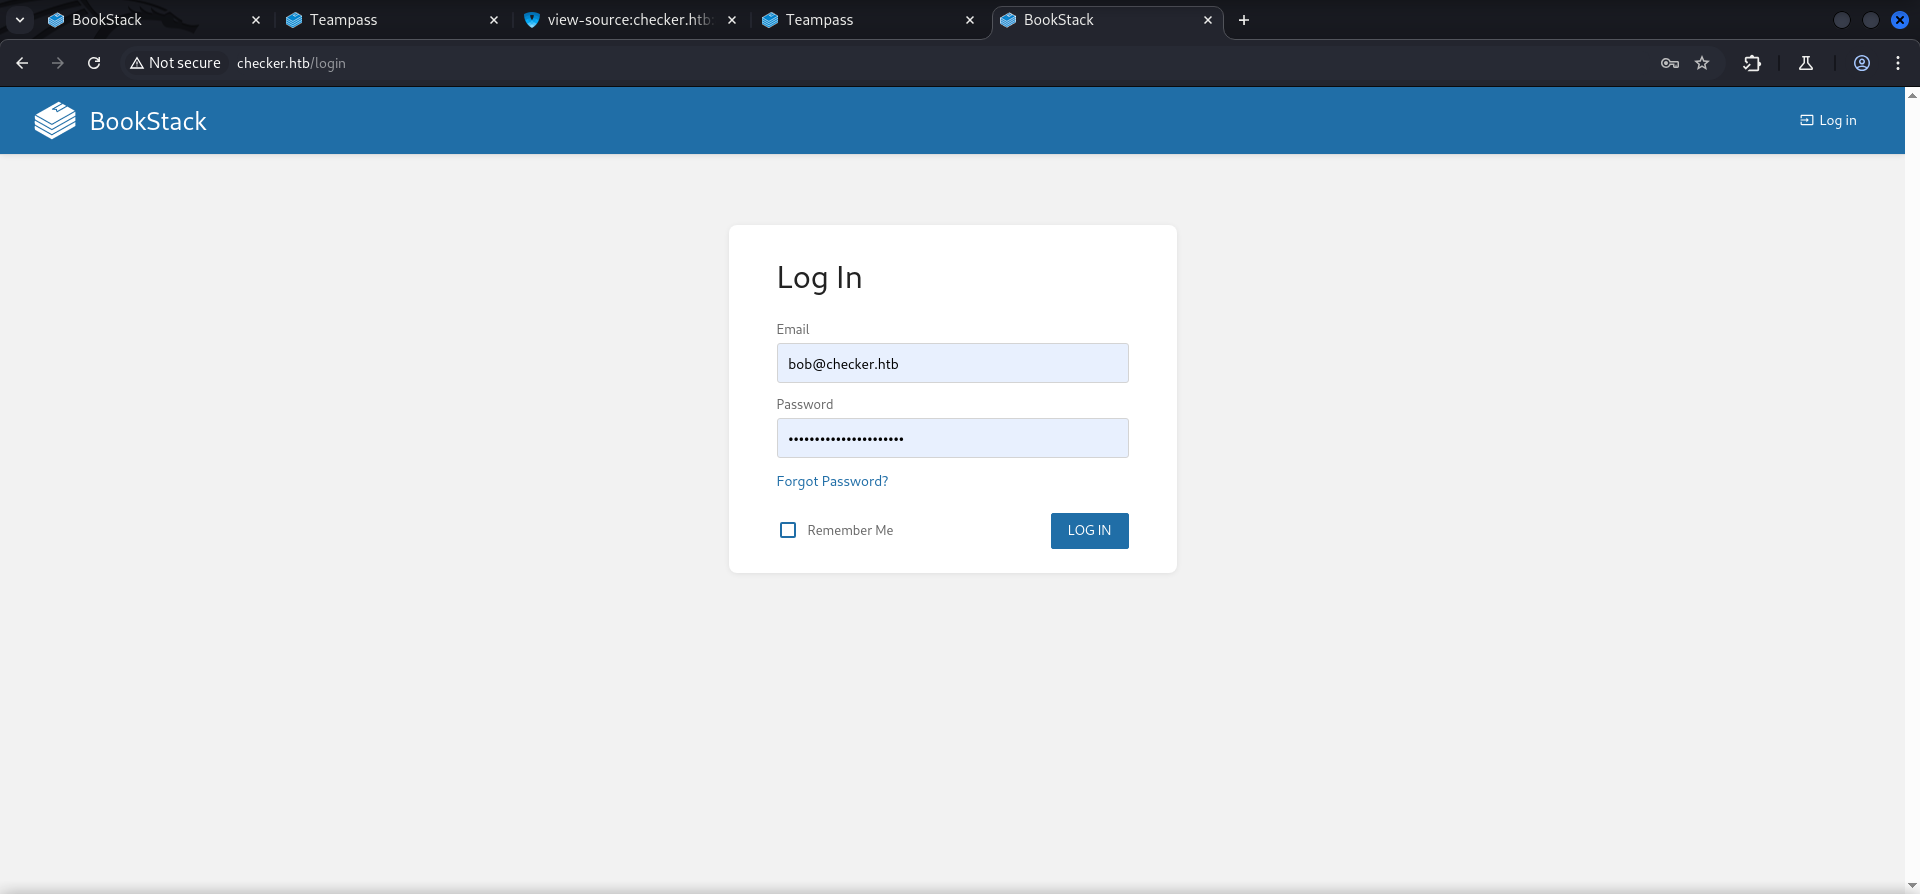 BookStack
Teampass
view-source:checker.htb:
Teampass
BookStack
Not secure
checker.htb/login
BookStack
Log in
Log In
Email
bob@checker.htb
Password
••••••••••••••••••••••
Forgot Password?
Remember Me
LOG IN